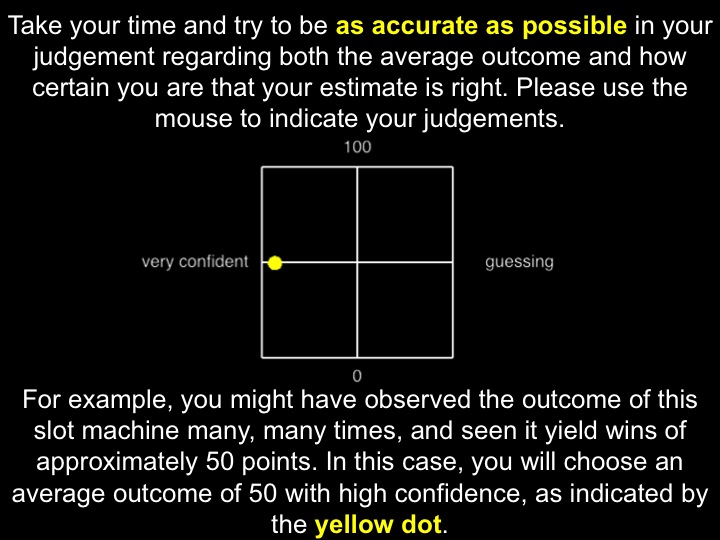 Take your time and try to be as accurate as possible in your
judgement regarding both the average outcome and how
certain you are that your estimate is right. Please use the
mouse to indicate your judgements.
100
very confident
guessing
0
For example, you might have observed the outcome of this
slot machine many, many times, and seen it yield wins of
approximately 50 points. In this case, you will choose an
average outcome of 50 with high confidence, as indicated by
the yellow dot.